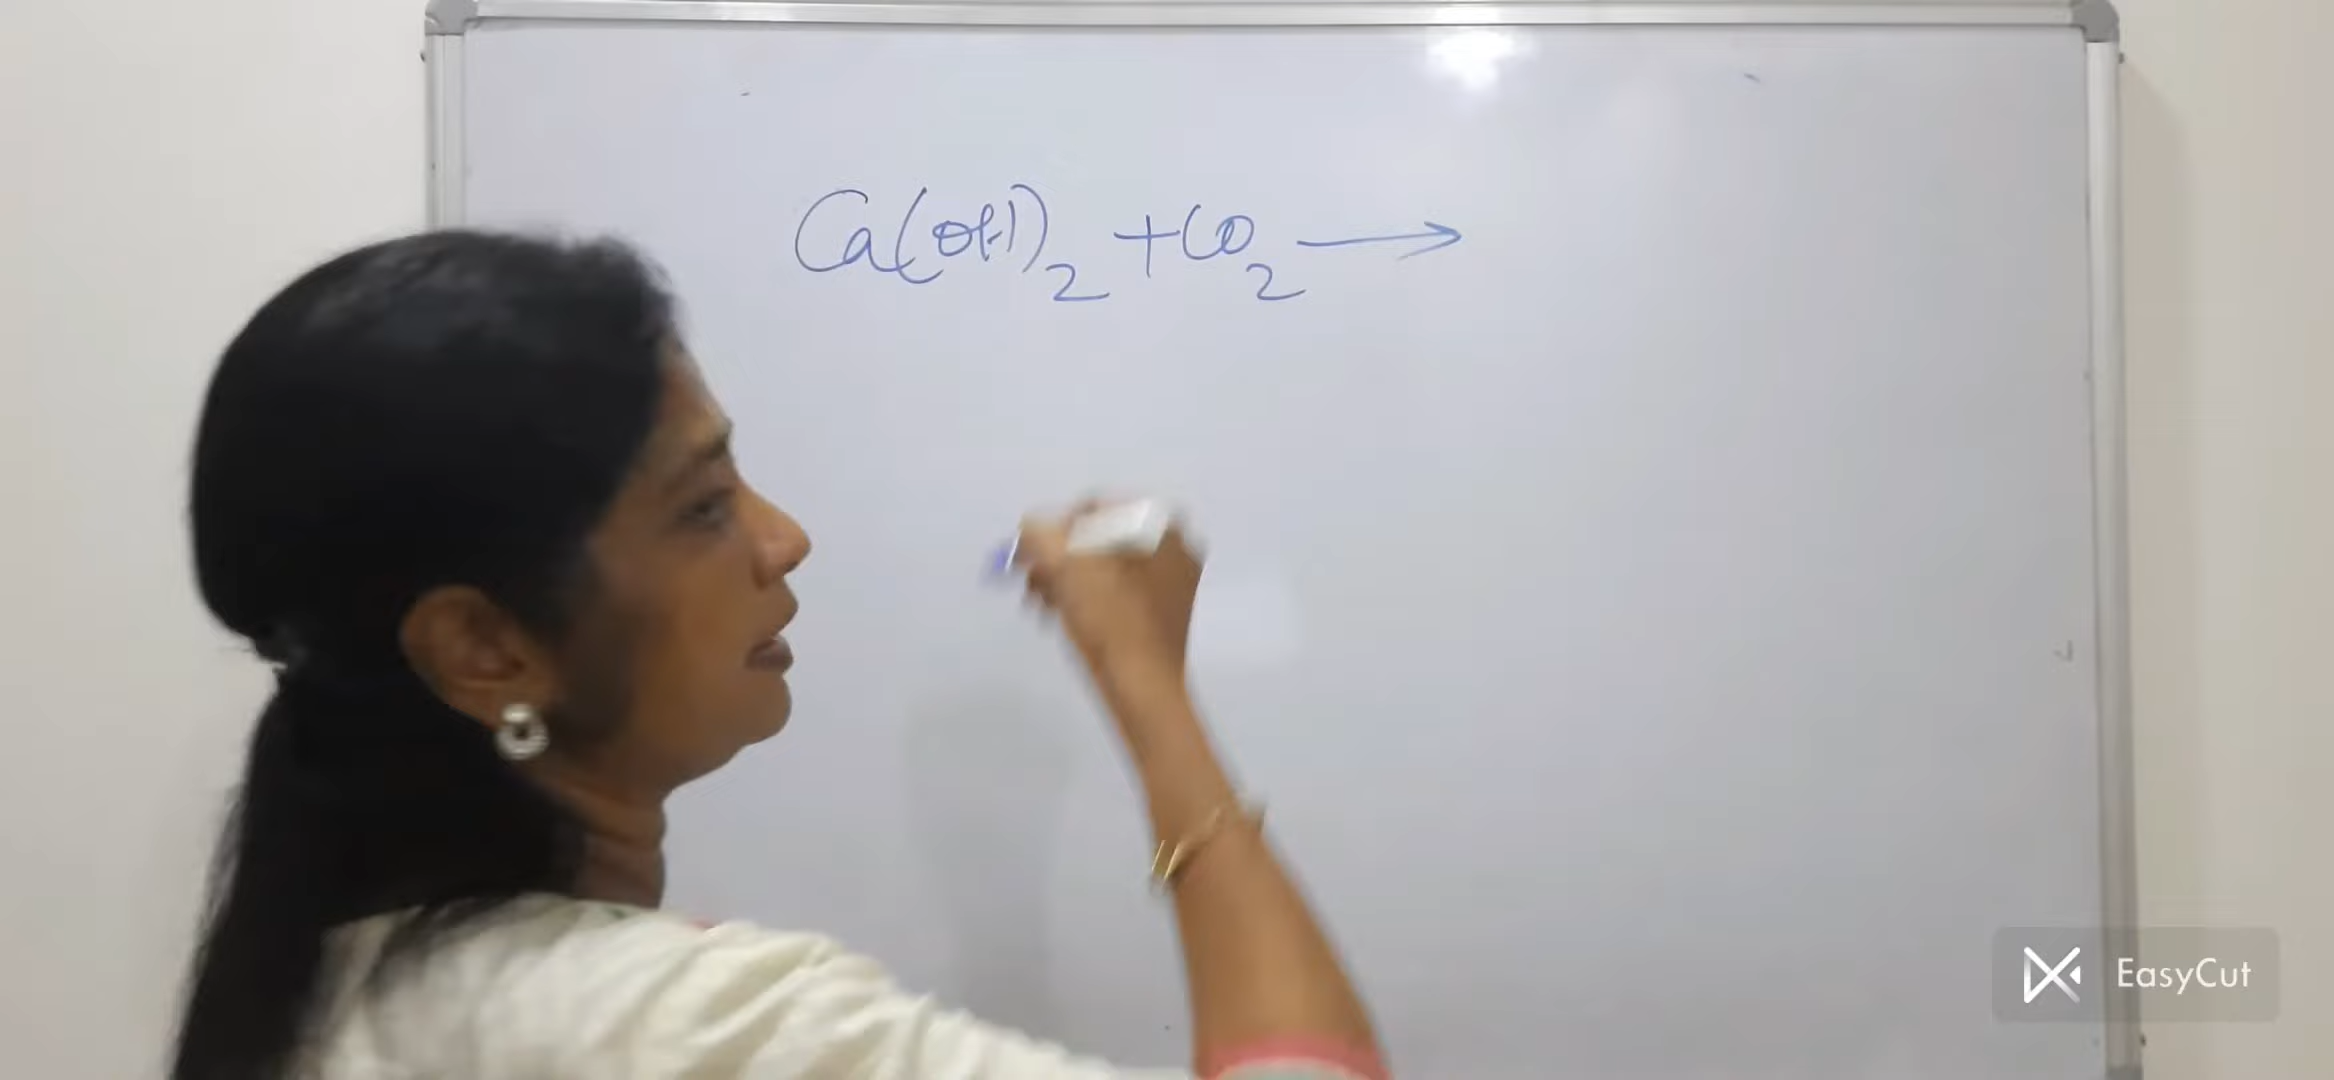 Ca(OH)₂ + CO₂ →
EasyCut